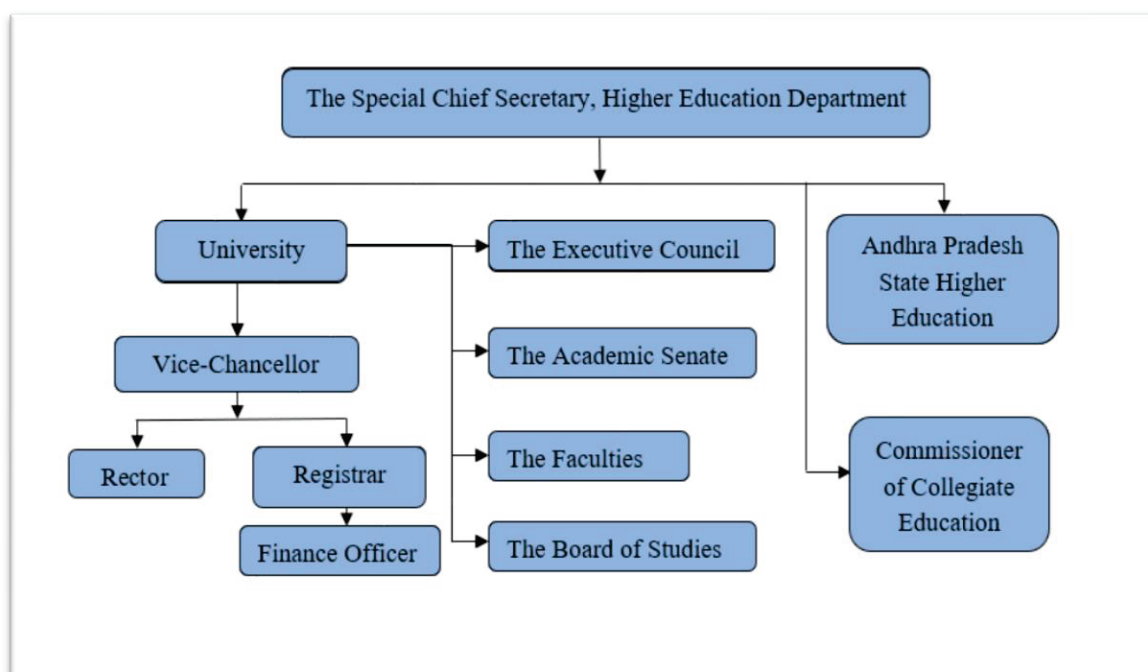 The Special Chief Secretary, Higher Education Department
University
The Executive Council
Andhra Pradesh
State Higher
Education
Vice-Chancellor
The Academic Senate
Rector
Registrar
The Faculties
Commissioner
of Collegiate
Education
Finance Officer
The Board of Studies